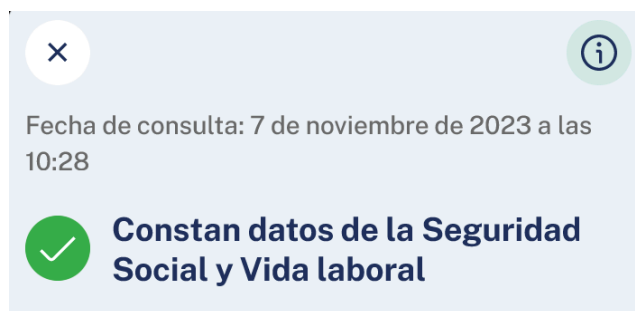 Fecha de consulta: 7 de noviembre de 2023 a las
10:28
Constan datos de la Seguridad
Social y Vida laboral